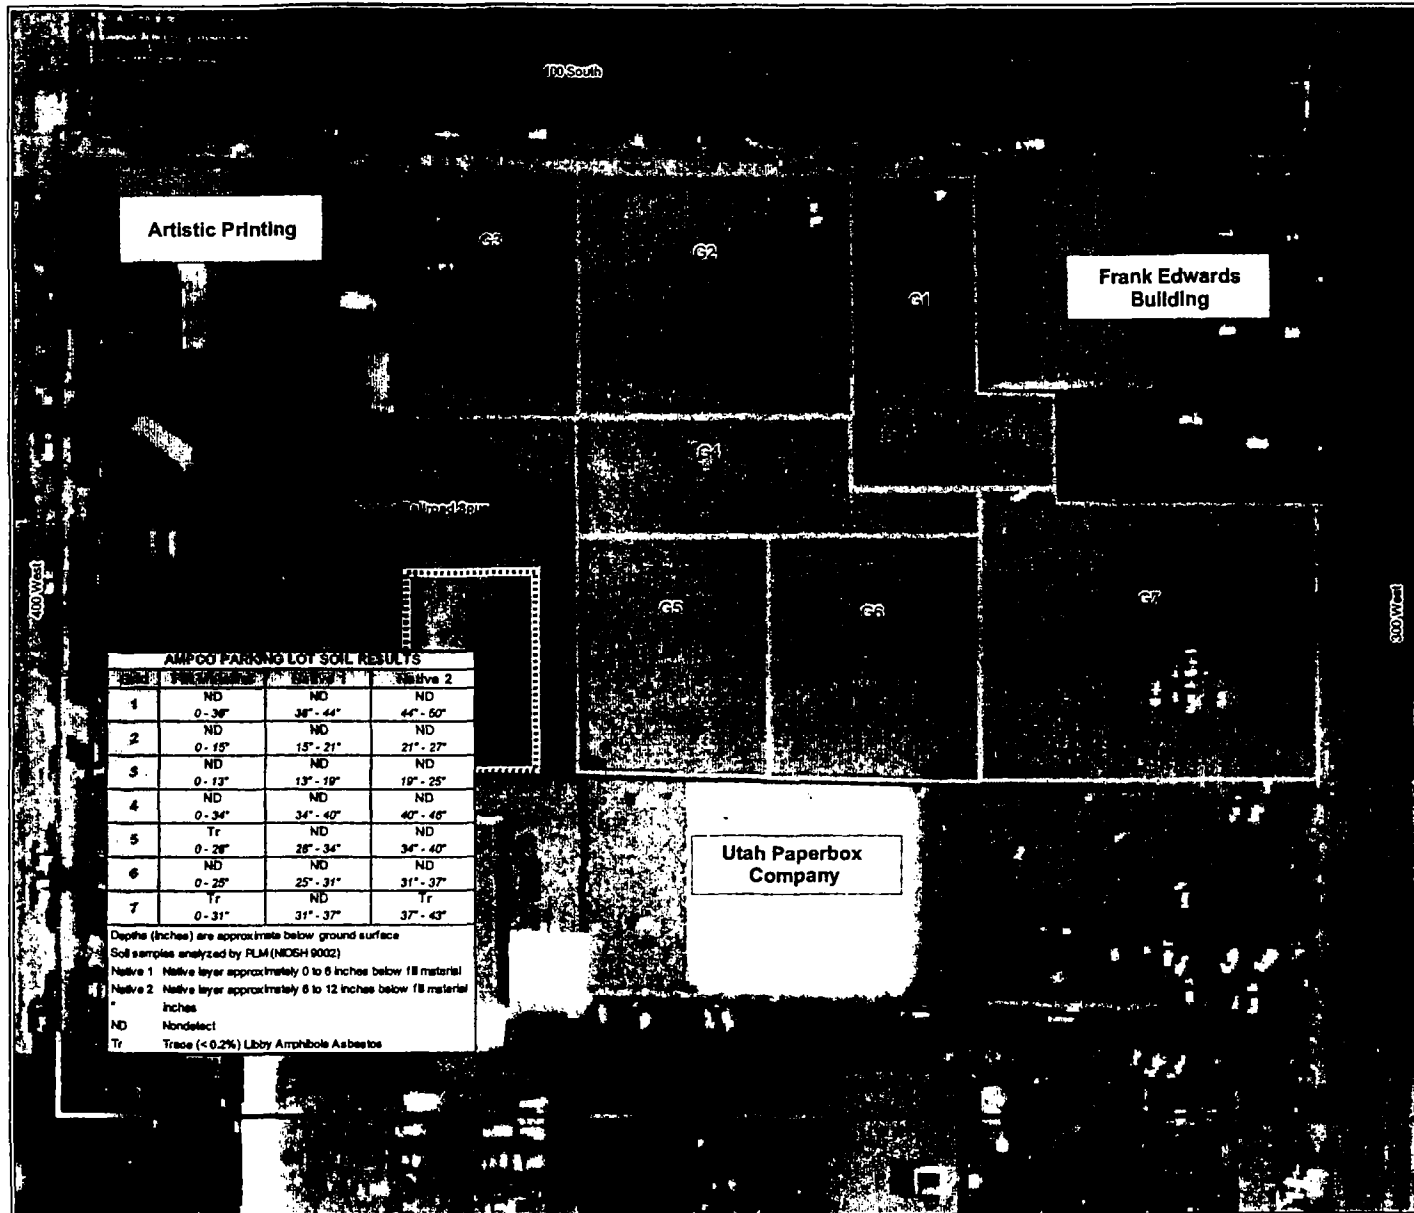 100 South
Artistic Printing
G3
G2
G1
Frank Edwards
Building
G4
Railroad Spur
400 West
G5
G6
G7
300 West
AMPCO PARKING LOT SOIL RESULTS
Grid Fill Material Native 1 Native 2
1 ND ND ND
0 - 36" 36" - 44" 44" - 50"
2 ND ND ND
0 - 15" 15" - 21" 21" - 27"
3 ND ND ND
0 - 13" 13" - 19" 19" - 25"
4 ND ND ND
0 - 34" 34" - 40" 40" - 46"
5 Tr ND ND
0 - 28" 28" - 34" 34" - 40"
6 ND ND ND
0 - 25" 25" - 31" 31" - 37"
7 Tr ND Tr
0 - 31" 31" - 37" 37" - 43"
Depths (inches) are approximate below ground surface
Soil samples analyzed by PLM (NIOSH 9002)
Native 1 Native layer approximately 0 to 6 inches below fill material
Native 2 Native layer approximately 6 to 12 inches below fill material
" inches
ND Nondetect
Tr Trace (< 0.2%) Libby Amphibole Asbestos
Utah Paperbox
Company